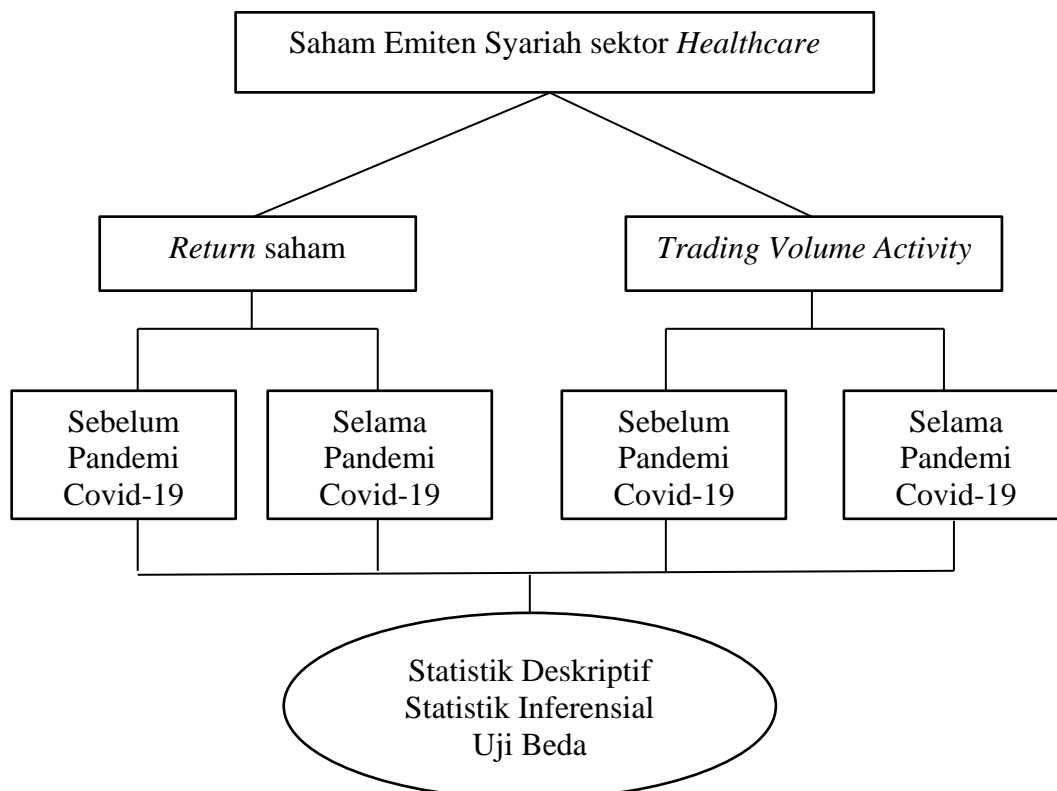 Saham Emiten Syariah sektor Healthcare
Return saham
Trading Volume Activity
Sebelum
Pandemi
Covid-19
Selama
Pandemi
Covid-19
Sebelum
Pandemi
Covid-19
Selama
Pandemi
Covid-19
Statistik Deskriptif
Statistik Inferensial
Uji Beda